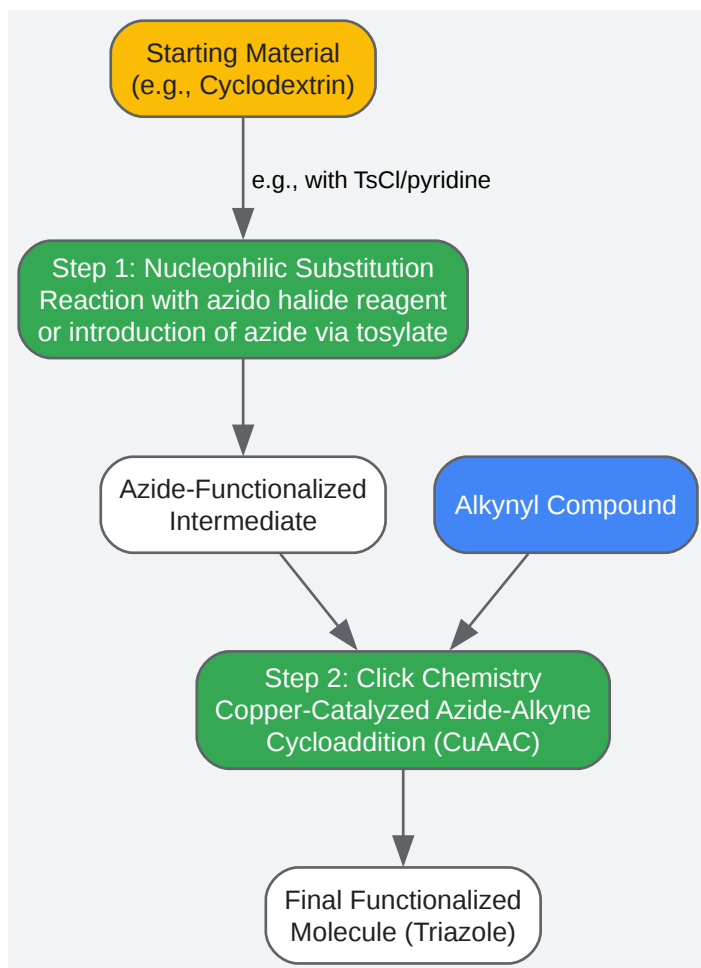 Starting Material
(e.g., Cyclodextrin)
e.g., with TsCl/pyridine
Step 1: Nucleophilic Substitution
Reaction with azido halide reagent
or introduction of azide via tosylate
Azide-Functionalized
Intermediate
Alkynyl Compound
Step 2: Click Chemistry
Copper-Catalyzed Azide-Alkyne
Cycloaddition (CuAAC)
Final Functionalized
Molecule (Triazole)